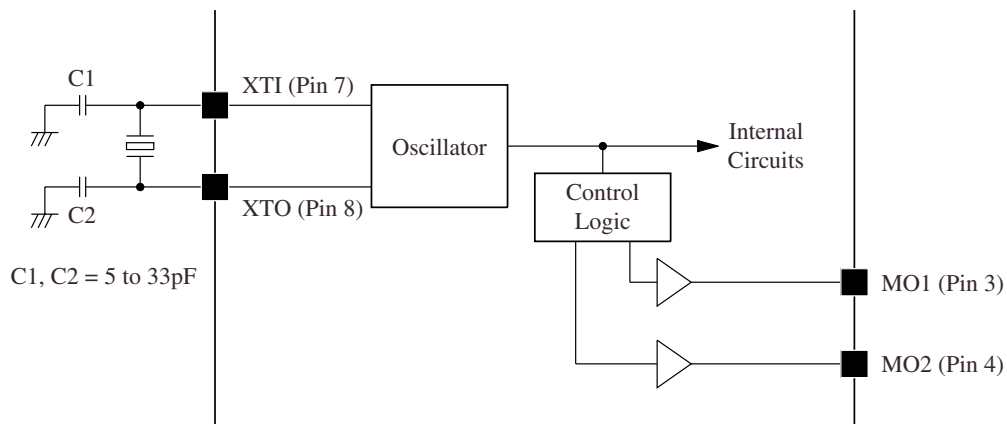 C1
XTI (Pin 7)
Oscillator
Internal
Circuits
C2
XTO (Pin 8)
Control
Logic
C1, C2 = 5 to 33pF
MO1 (Pin 3)
MO2 (Pin 4)